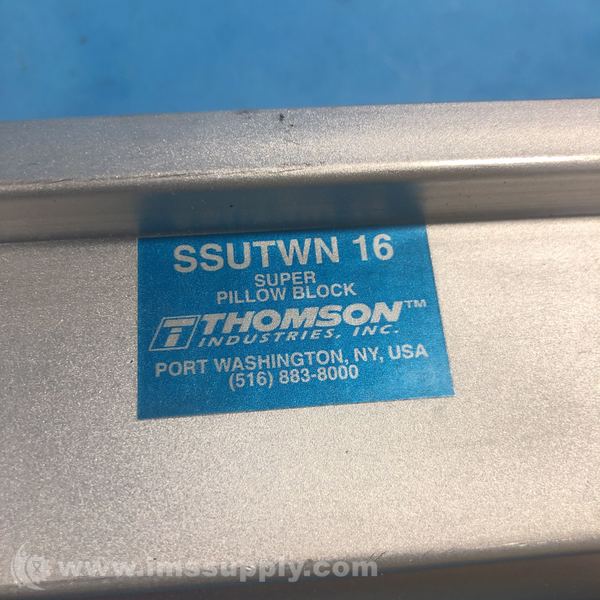 SSUTWN 16
SUPER
PILLOW BLOCK
T THOMSON™
INDUSTRIES, INC.
PORT WASHINGTON, NY, USA
(516) 883-8000
www.imssupply.com